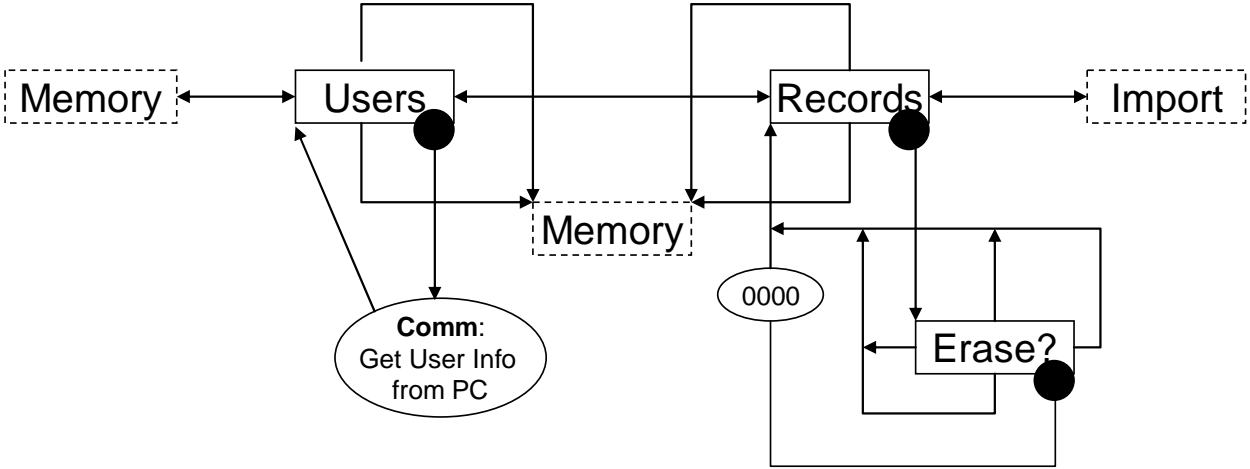 Memory
Users
Records
Import
Memory
0000
Comm:
Get User Info
from PC
Erase?